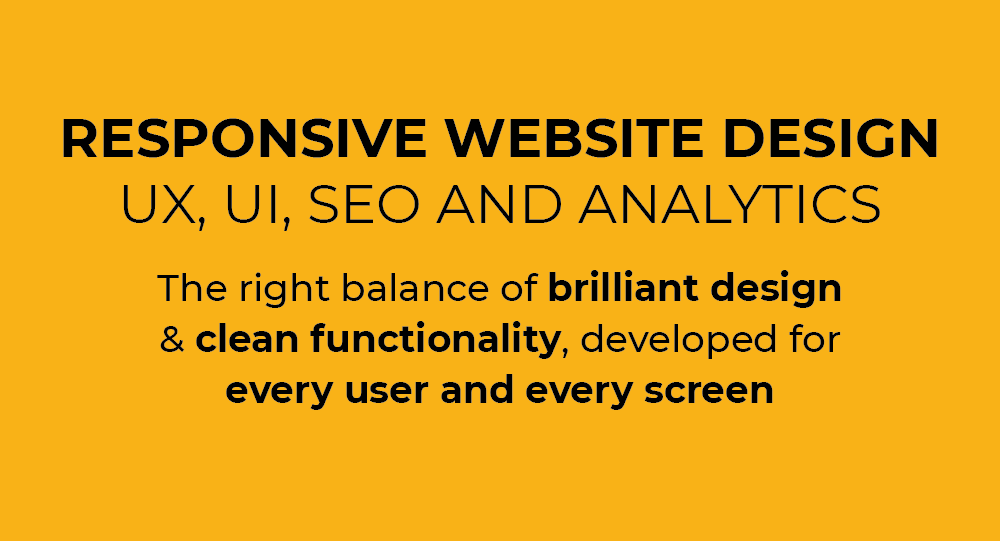 RESPONSIVE WEBSITE DESIGN
UX, UI, SEO AND ANALYTICS
The right balance of brilliant design
& clean functionality, developed for
every user and every screen